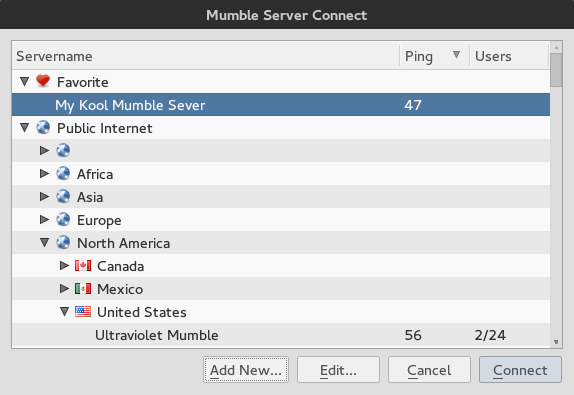 Mumble Server Connect
Servername Ping Users
Favorite
My Kool Mumble Sever 47
Public Internet
Africa
Asia
Europe
North America
Canada
Mexico
United States
Ultraviolet Mumble 56 2/24
Add New... Edit... Cancel Connect